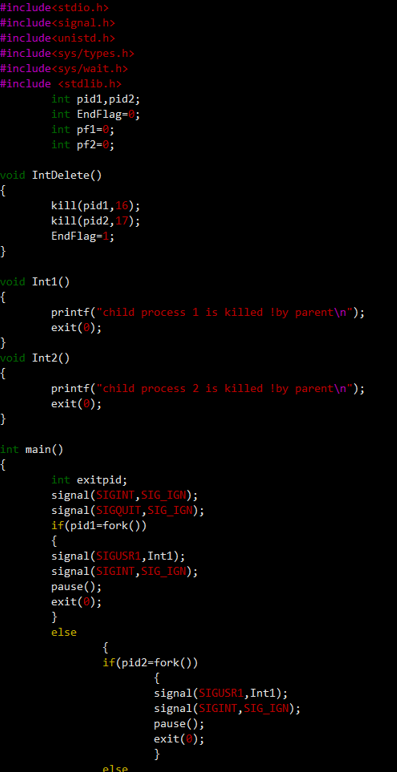 #include<stdio.h>
#include<signal.h>
#include<unistd.h>
#include<sys/types.h>
#include<sys/wait.h>
#include <stdlib.h>
int pid1,pid2;
int EndFlag=0;
int pf1=0;
int pf2=0;
void IntDelete()
{
kill(pid1,16);
kill(pid2,17);
EndFlag=1;
}
void Int1()
{
printf("child process 1 is killed !by parent\n");
exit(0);
}
void Int2()
{
printf("child process 2 is killed !by parent\n");
exit(0);
}
int main()
{
int exitpid;
signal(SIGINT,SIG_IGN);
signal(SIGQUIT,SIG_IGN);
if(pid1=fork())
{
signal(SIGUSR1,Int1);
signal(SIGINT,SIG_IGN);
pause();
exit(0);
}
else
{
if(pid2=fork())
{
signal(SIGUSR1,Int1);
signal(SIGINT,SIG_IGN);
pause();
exit(0);
}
else